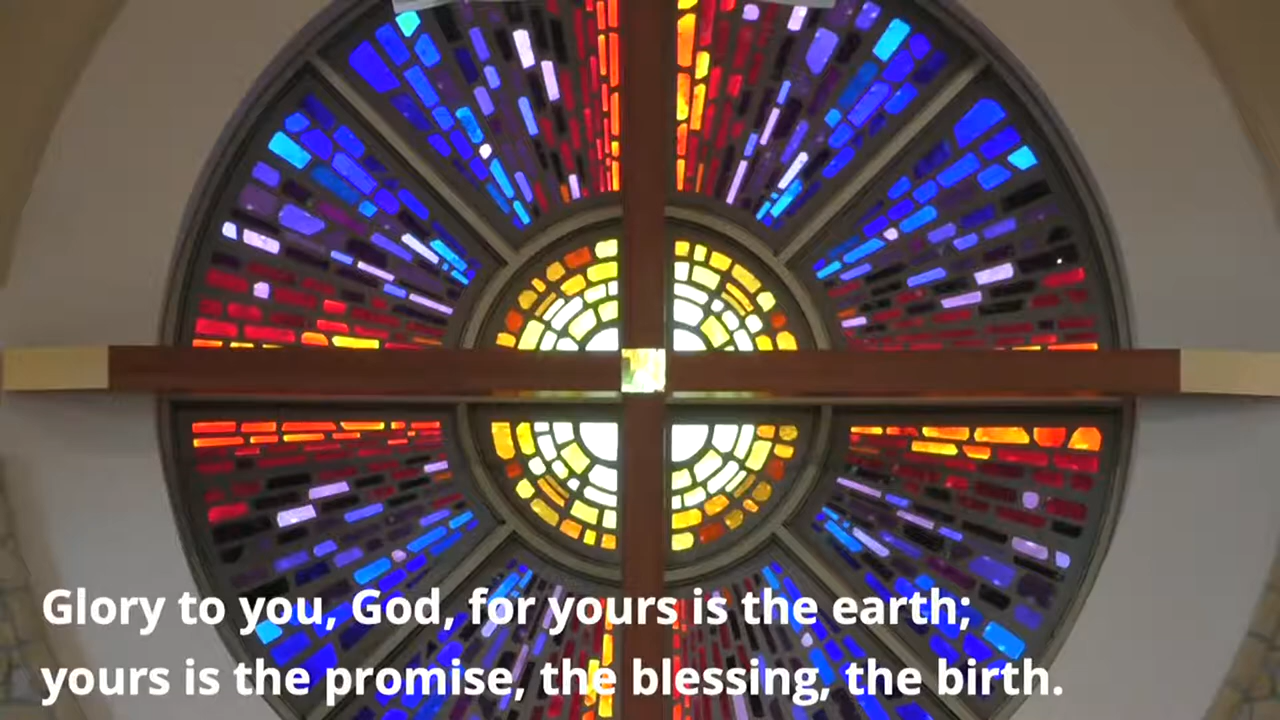 Glory to you, God, for yours is the earth;
yours is the promise, the blessing, the birth.